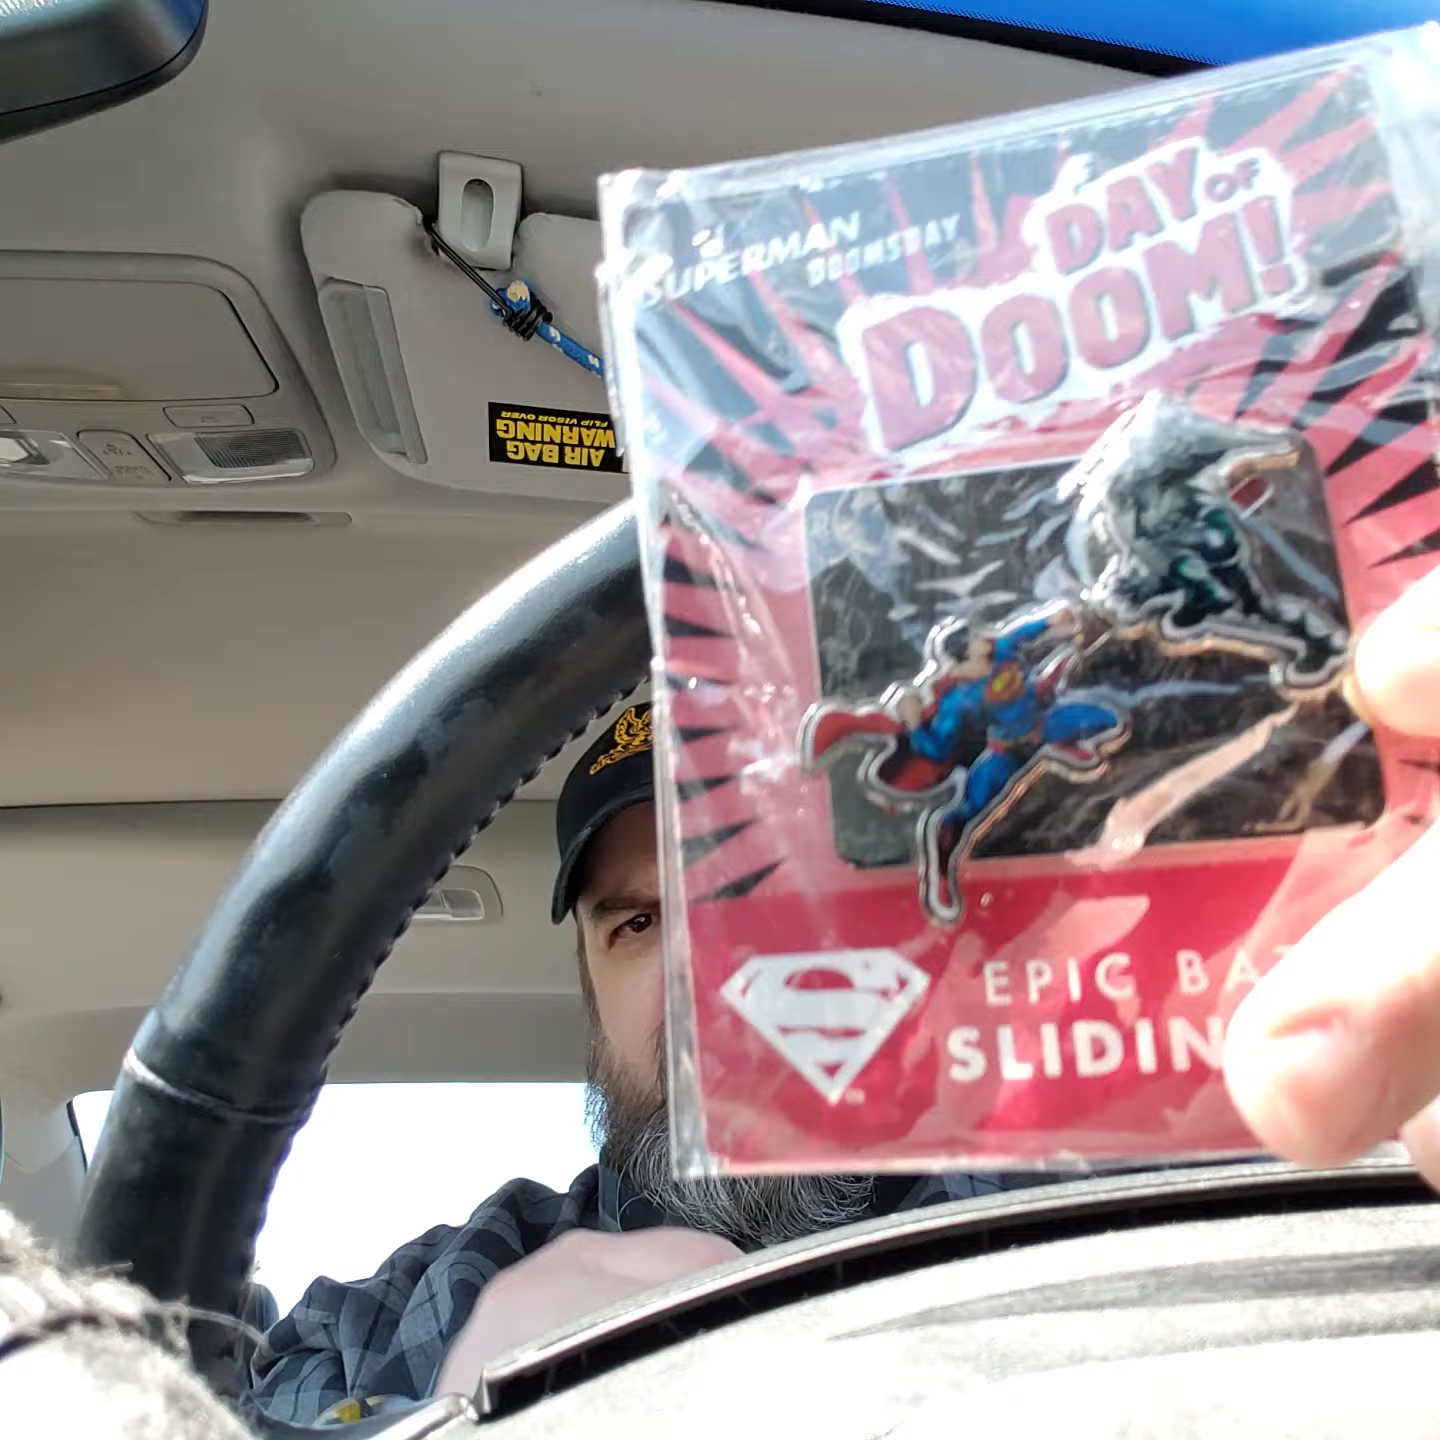 SUPERMAN
DOOMSDAY
DAY OF
DOOM!
AIR BAG
WARNING
FLIP VISOR OVER
EPIC BA
SLIDIN